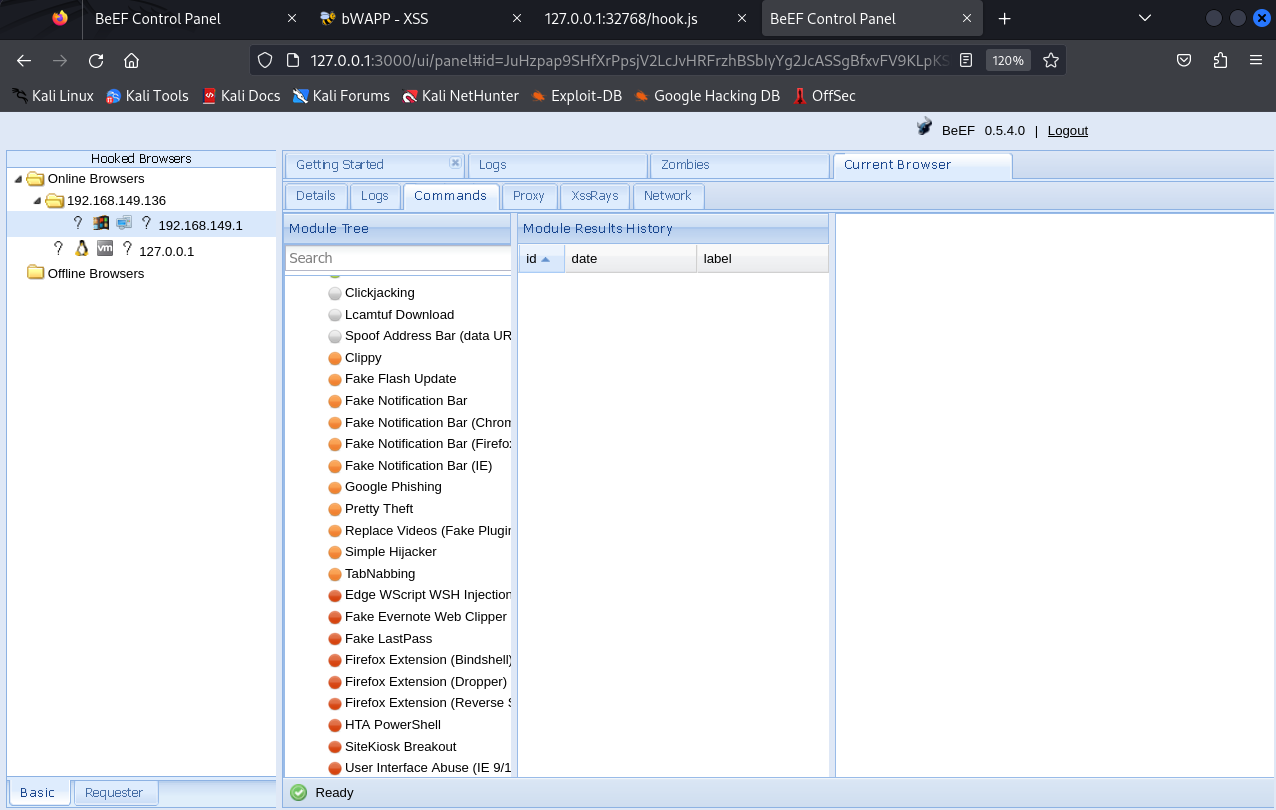 BeEF Control Panel
bWAPP - XSS
127.0.0.1:32768/hook.js
BeEF Control Panel
127.0.0.1:3000/ui/panel#id=JuHzpap9SHfXrPpsjV2LcJvHRFrzhBSbIyYg2JcASSgBfxvFV9KLpKS
120%
Kali Linux
Kali Tools
Kali Docs
Kali Forums
Kali NetHunter
Exploit-DB
Google Hacking DB
OffSec
BeEF 0.5.4.0 | Logout
Hooked Browsers
Online Browsers
192.168.149.136
? ? 192.168.149.1
? vm ? 127.0.0.1
Offline Browsers
Basic
Requester
Getting Started
Logs
Zombies
Current Browser
Details
Logs
Commands
Proxy
XssRays
Network
Module Tree
Search
Clickjacking
Lcamtuf Download
Spoof Address Bar (data UR
Clippy
Fake Flash Update
Fake Notification Bar
Fake Notification Bar (Chrom
Fake Notification Bar (Firefox
Fake Notification Bar (IE)
Google Phishing
Pretty Theft
Replace Videos (Fake Plugin
Simple Hijacker
TabNabbing
Edge WScript WSH Injection
Fake Evernote Web Clipper
Fake LastPass
Firefox Extension (Bindshell)
Firefox Extension (Dropper)
Firefox Extension (Reverse S
HTA PowerShell
SiteKiosk Breakout
User Interface Abuse (IE 9/1
Module Results History
id
date
label
Ready